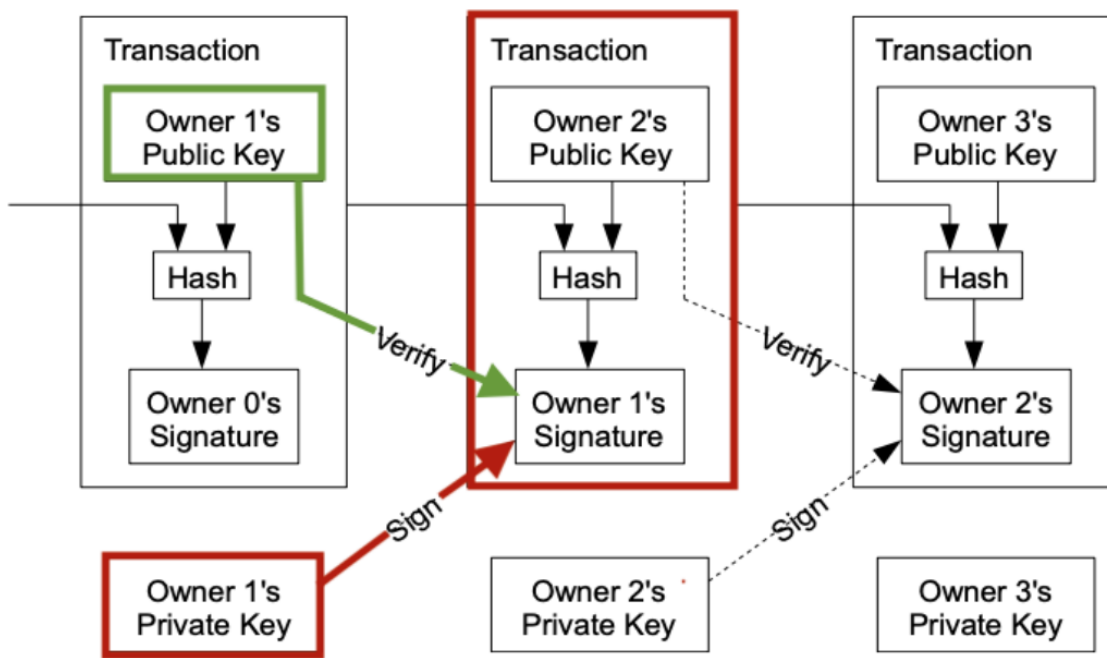 Transaction
Owner 1's
Public Key
Hash
Verify
Owner 0's
Signature
Sign
Owner 1's
Private Key
Transaction
Owner 2's
Public Key
Hash
Verify
Owner 1's
Signature
Sign
Owner 2's
Private Key
Transaction
Owner 3's
Public Key
Hash
Owner 2's
Signature
Owner 3's
Private Key